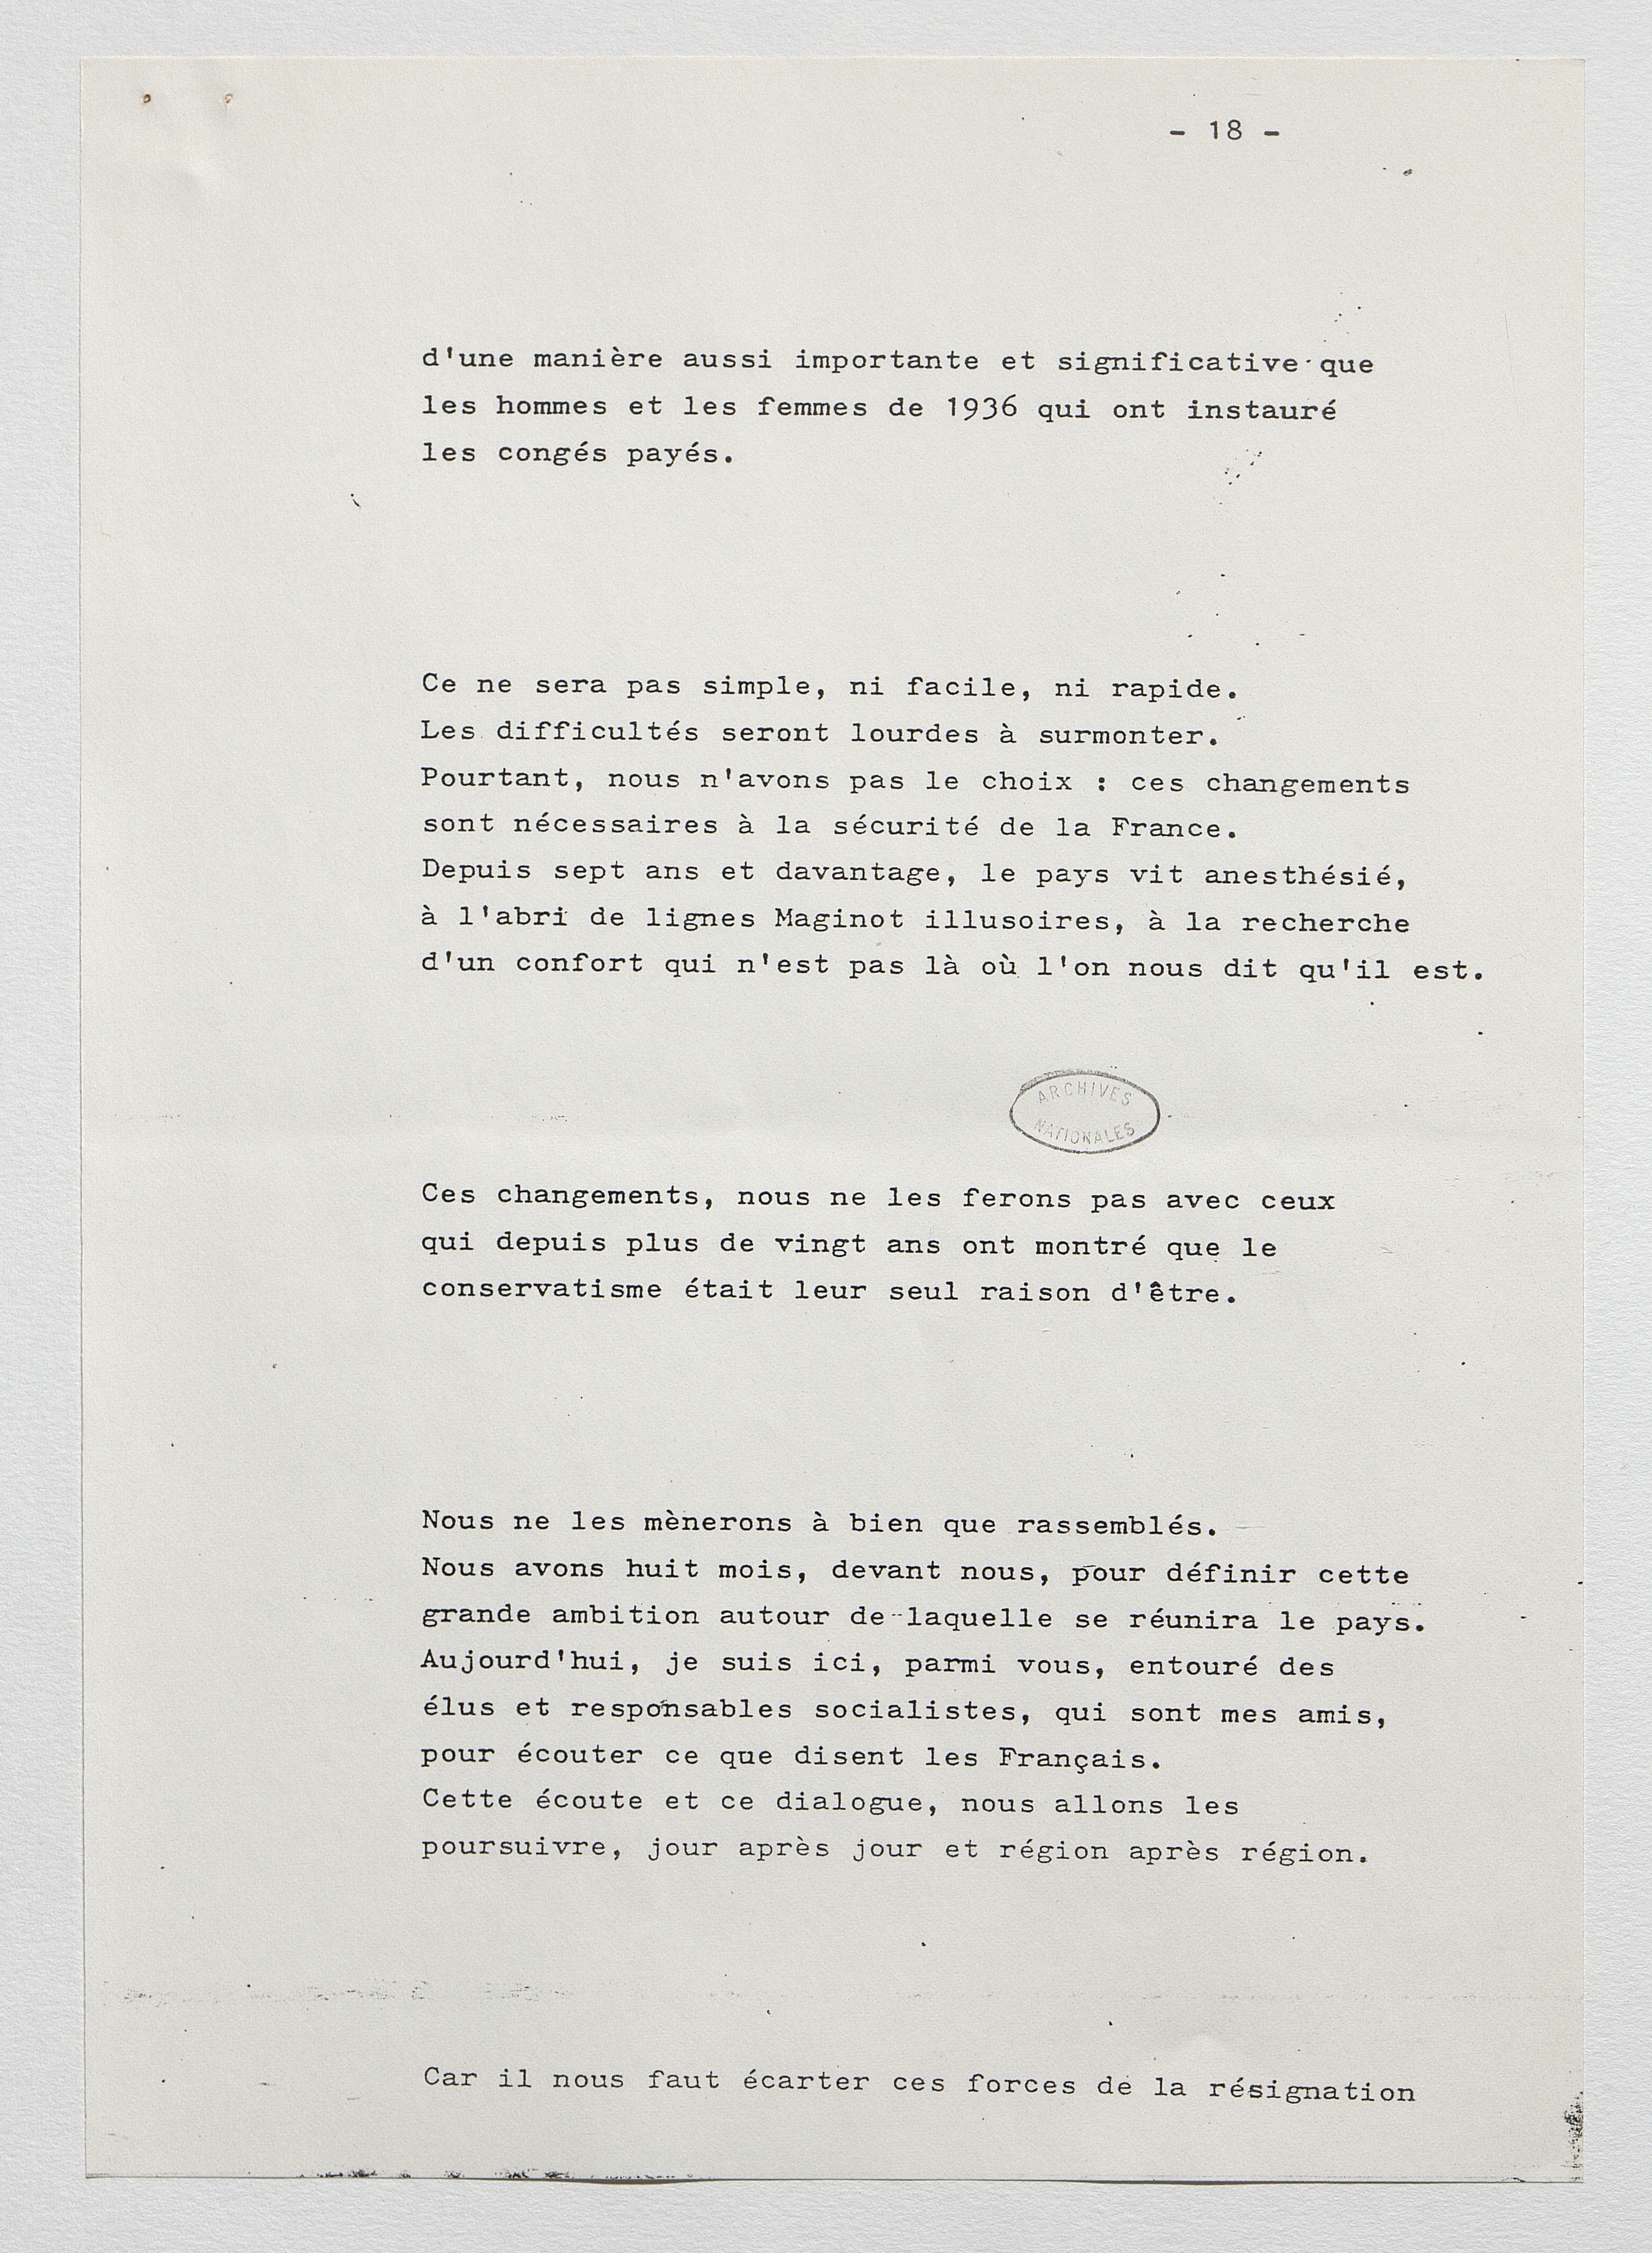 - 18 -
d'une manière aussi importante et significative que
les hommes et les femmes de 1936 qui ont instauré
les congés payés.
Ce ne sera pas simple, ni facile, ni rapide.
Les difficultés seront lourdes à surmonter.
Pourtant, nous n'avons pas le choix : ces changements
sont nécessaires à la sécurité de la France.
Depuis sept ans et davantage, le pays vit anesthésié,
à l'abri de lignes Maginot illusoires, à la recherche
d'un confort qui n'est pas là où l'on nous dit qu'il est.
ARCHIVES
NATIONALES
Ces changements, nous ne les ferons pas avec ceux
qui depuis plus de vingt ans ont montré que le
conservatisme était leur seul raison d'être.
Nous ne les mènerons à bien que rassemblés.
Nous avons huit mois, devant nous, pour définir cette
grande ambition autour de laquelle se réunira le pays.
Aujourd'hui, je suis ici, parmi vous, entouré des
élus et responsables socialistes, qui sont mes amis,
pour écouter ce que disent les Français.
Cette écoute et ce dialogue, nous allons les
poursuivre, jour après jour et région après région.
Car il nous faut écarter ces forces de la résignation